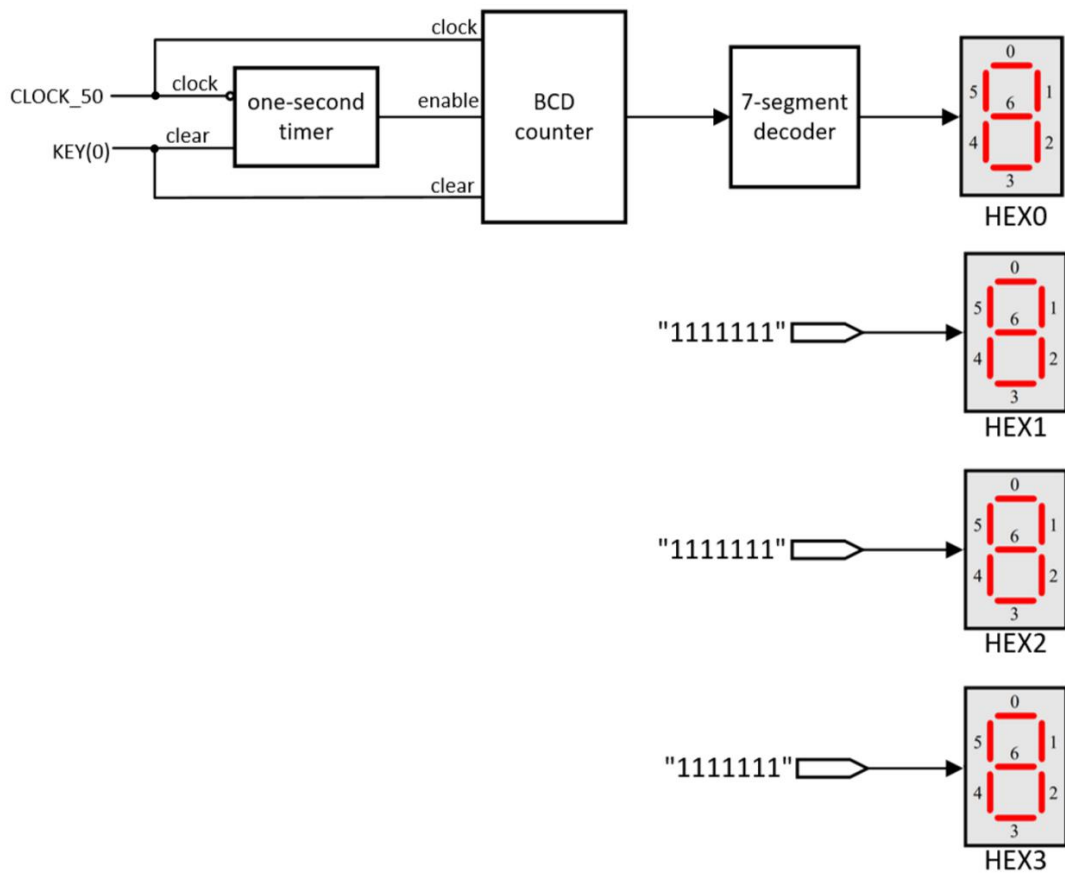 clock
0
CLOCK_50
clock
one-second
timer
enable
BCD
counter
7-segment
decoder
5
1
6
4
2
KEY(0)
clear
clear
3
HEX0
0
5
1
6
"1111111"
4
2
3
HEX1
0
5
1
6
"1111111"
4
2
3
HEX2
0
5
1
6
"1111111"
4
2
3
HEX3